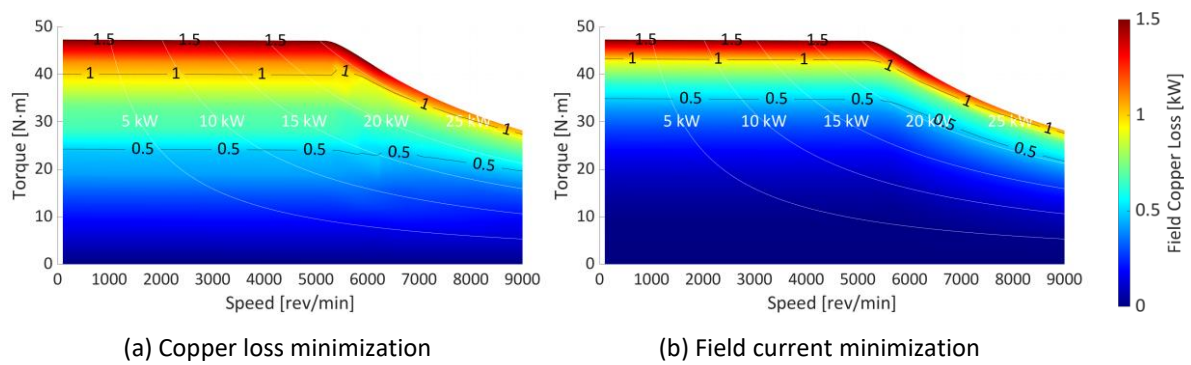 50
40
30
20
10
0
Torque [N·m]
1.5 1.5 1.5
1 1 1 1 1 1
5 kW 10 kW 15 kW 20 kW 25 kW
0.5 0.5 0.5 0.5 0.5
0 1000 2000 3000 4000 5000 6000 7000 8000 9000
Speed [rev/min]
(a) Copper loss minimization
50
40
30
20
10
0
Torque [N·m]
1.5 1.5 1.5
1 1 1 1 1 1
0.5 0.5 0.5 0.5 0.5
5 kW 10 kW 15 kW 20 kW 25 kW
0 1000 2000 3000 4000 5000 6000 7000 8000 9000
Speed [rev/min]
(b) Field current minimization
1.5
1
0.5
0
Field Copper Loss [kW]